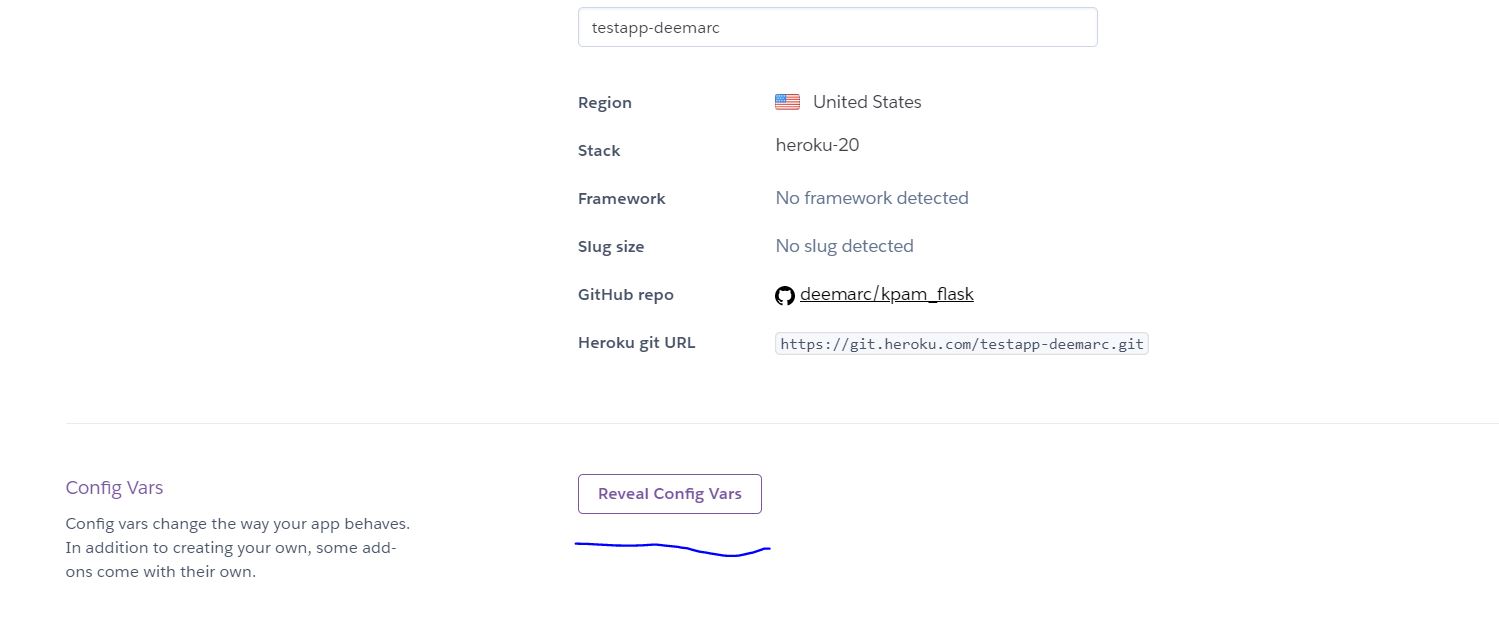 testapp-deemarc
Region United States
Stack heroku-20
Framework No framework detected
Slug size No slug detected
GitHub repo deemarc/kpam_flask
Heroku git URL https://git.heroku.com/testapp-deemarc.git
Config Vars Reveal Config Vars
Config vars change the way your app behaves.
In addition to creating your own, some add-
ons come with their own.